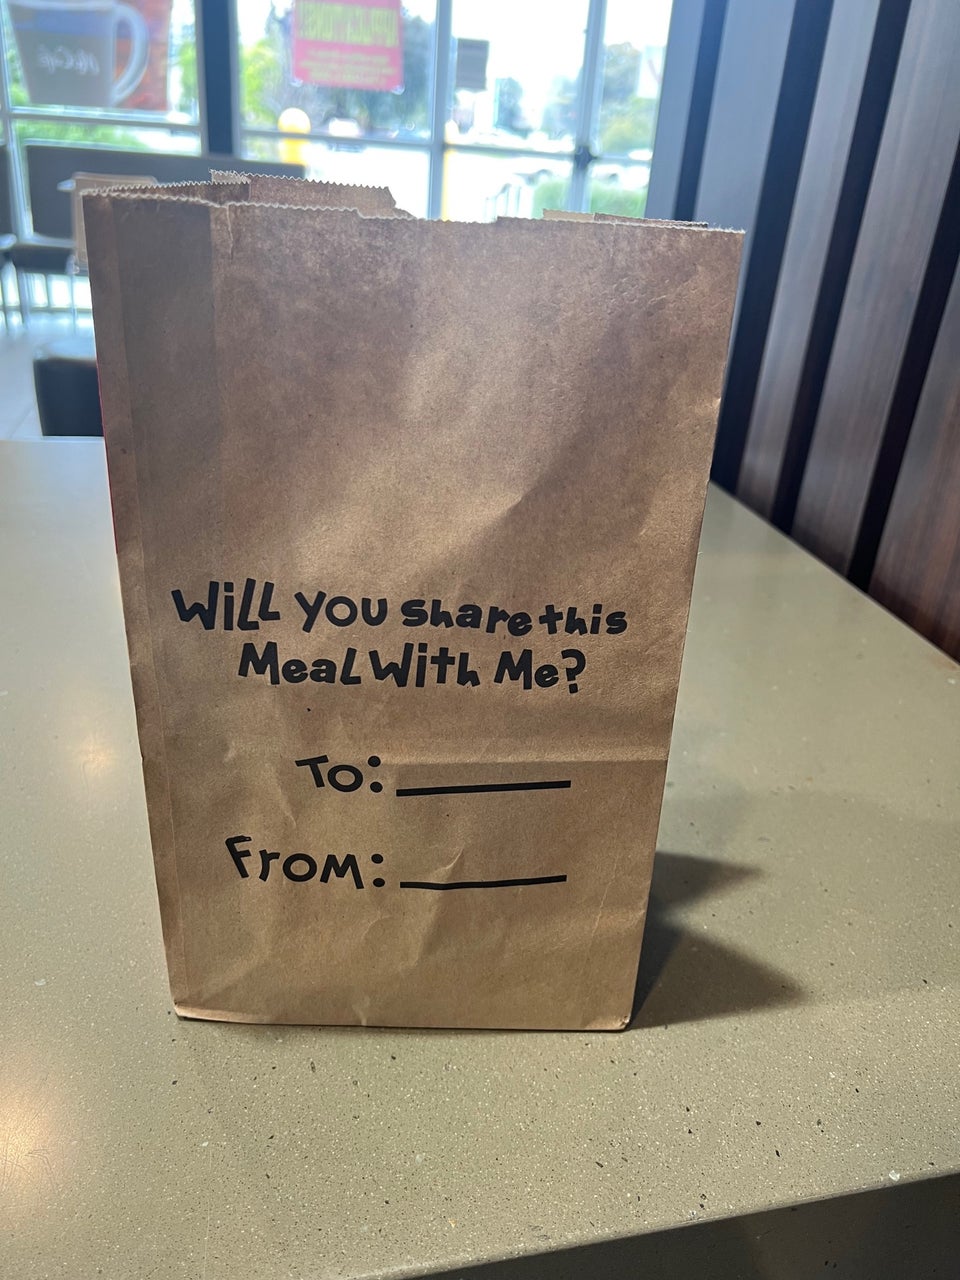 Will you share this
Meal With Me?
To:
From: